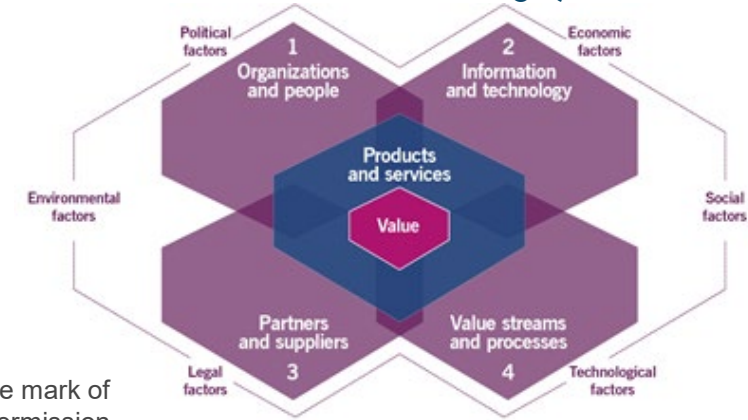 Political
factors
1
Organizations
and people
2
Information
and technology
Economic
factors
Products
and services
Value
Environmental
factors
Social
factors
Partners
and suppliers
3
Value streams
and processes
4
Legal
factors
Technological
factors
e mark of
ermission